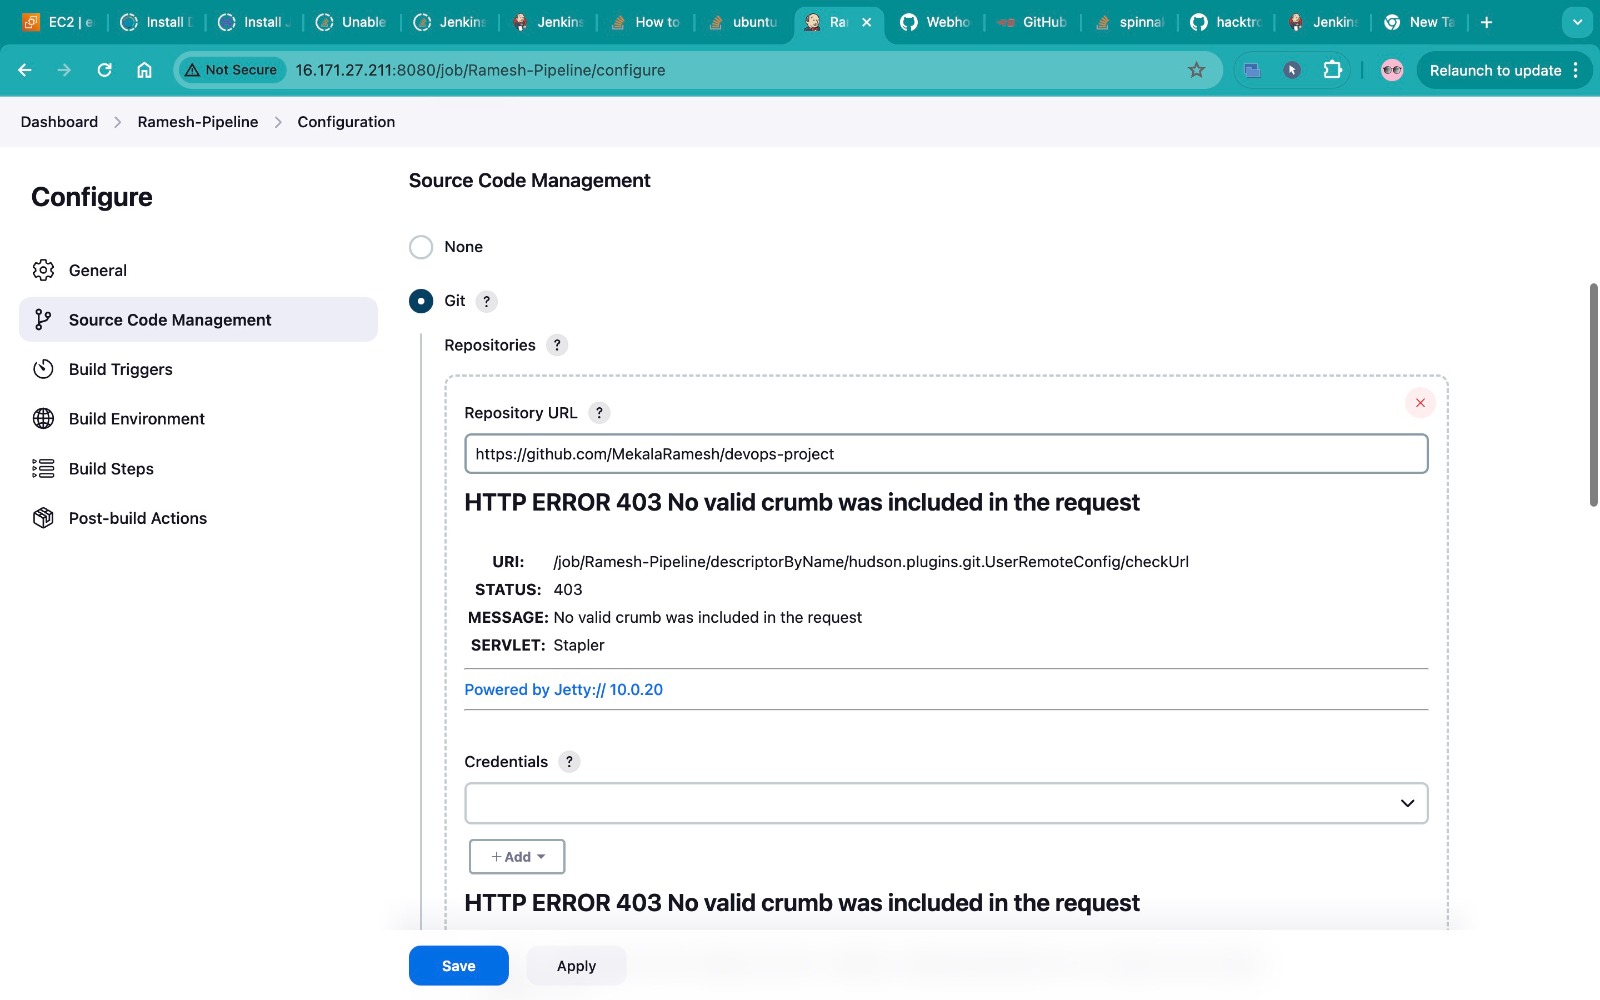 EC2 | e
Install D
Install J
Unable
Jenkins
Jenkins
How to
ubuntu
Ra
Webho
GitHub
spinnal
hacktro
Jenkins
New Ta
Not Secure
16.171.27.211:8080/job/Ramesh-Pipeline/configure
Relaunch to update
Dashboard
Ramesh-Pipeline
Configuration
Configure
General
Source Code Management
Build Triggers
Build Environment
Build Steps
Post-build Actions
Source Code Management
None
Git ?
Repositories ?
Repository URL ?
https://github.com/MekalaRamesh/devops-project
HTTP ERROR 403 No valid crumb was included in the request
URI: /job/Ramesh-Pipeline/descriptorByName/hudson.plugins.git.UserRemoteConfig/checkUrl
STATUS: 403
MESSAGE: No valid crumb was included in the request
SERVLET: Stapler
Powered by Jetty:// 10.0.20
Credentials ?
+ Add
HTTP ERROR 403 No valid crumb was included in the request
Save
Apply